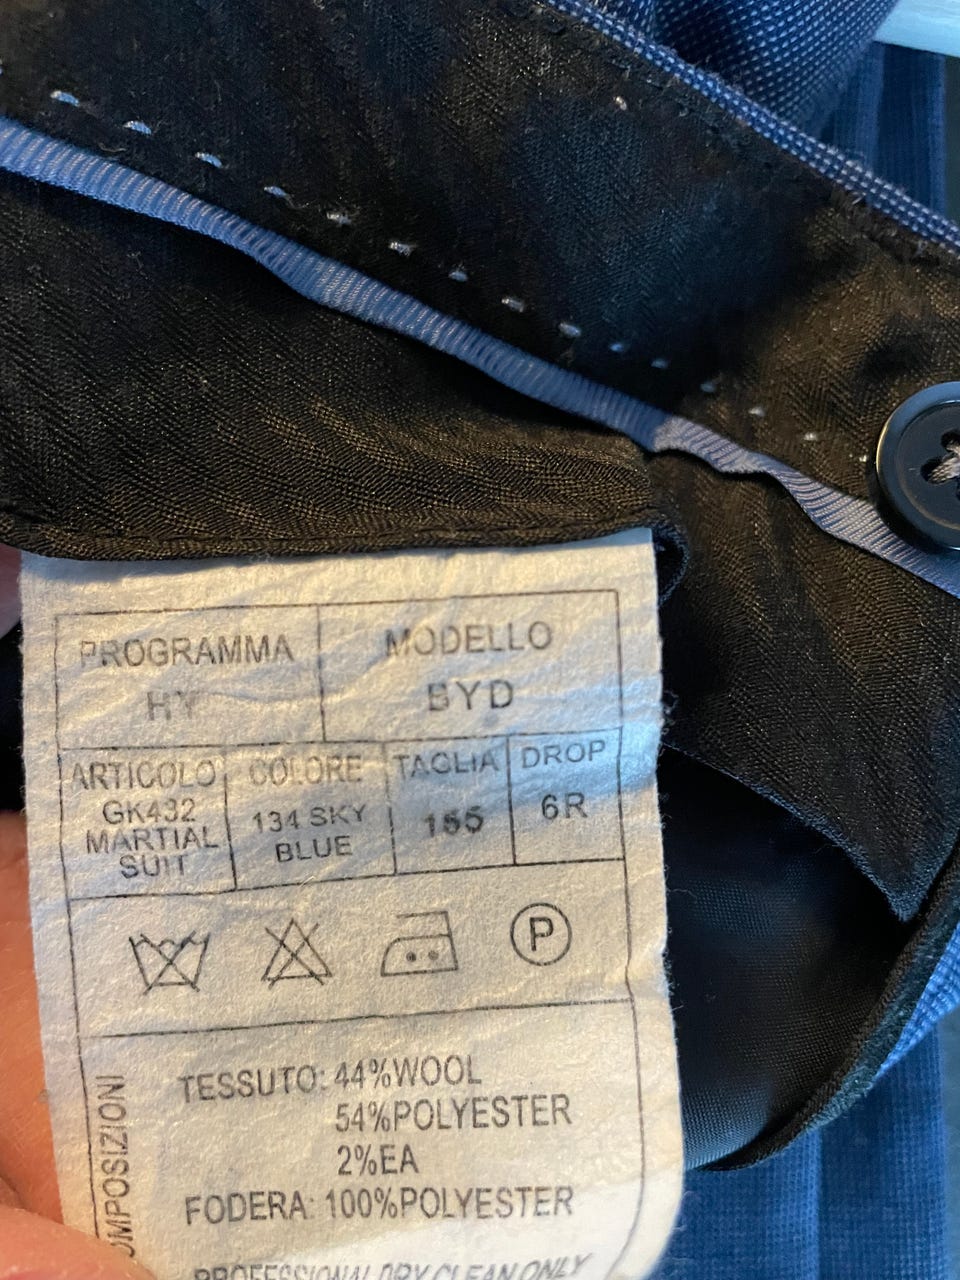 PROGRAMMA
HY
MODELLO
BYD
ARTICOLO
GK432
MARTIAL
SUIT
COLORE
134 SKY
BLUE
TAGLIA
155
DROP
6R
P
OMPOSIZIONI
TESSUTO: 44%WOOL
54%POLYESTER
2%EA
FODERA: 100%POLYESTER
PROFESSIONAL DRY CLEAN ONLY